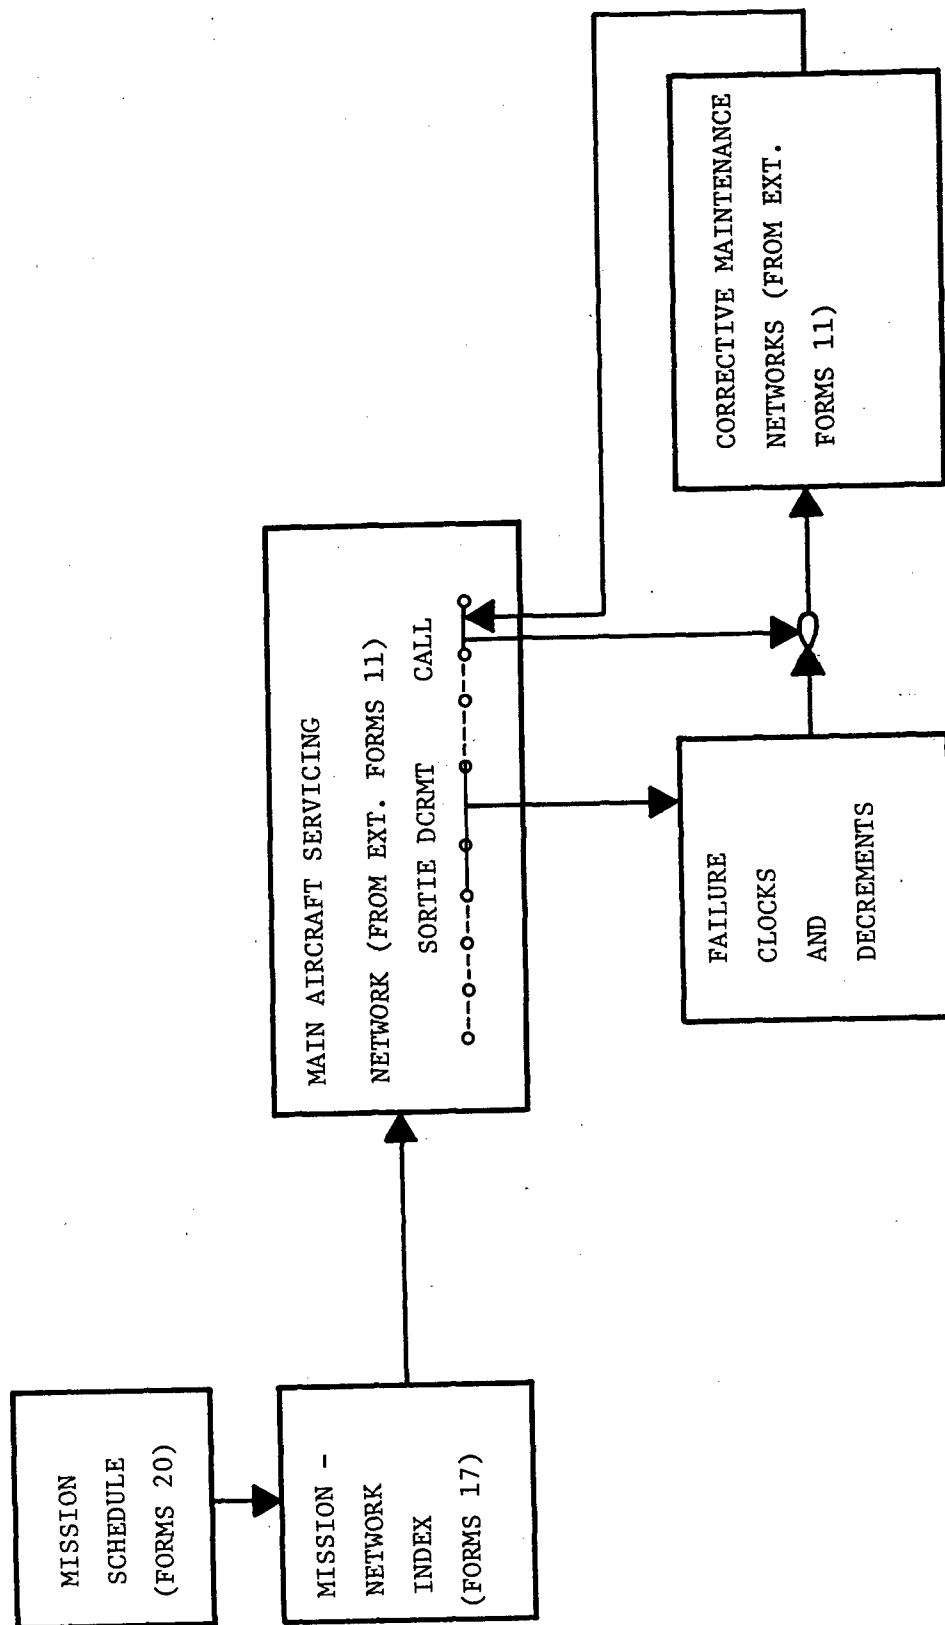 MISSION
SCHEDULE
(FORMS 20)
MISSION -
NETWORK
INDEX
(FORMS 17)
MAIN AIRCRAFT SERVICING
NETWORK (FROM EXT. FORMS 11)
SORTIE DCRMT CALL
FAILURE
CLOCKS
AND
DECREMENTS
CORRECTIVE MAINTENANCE
NETWORKS (FROM EXT.
FORMS 11)